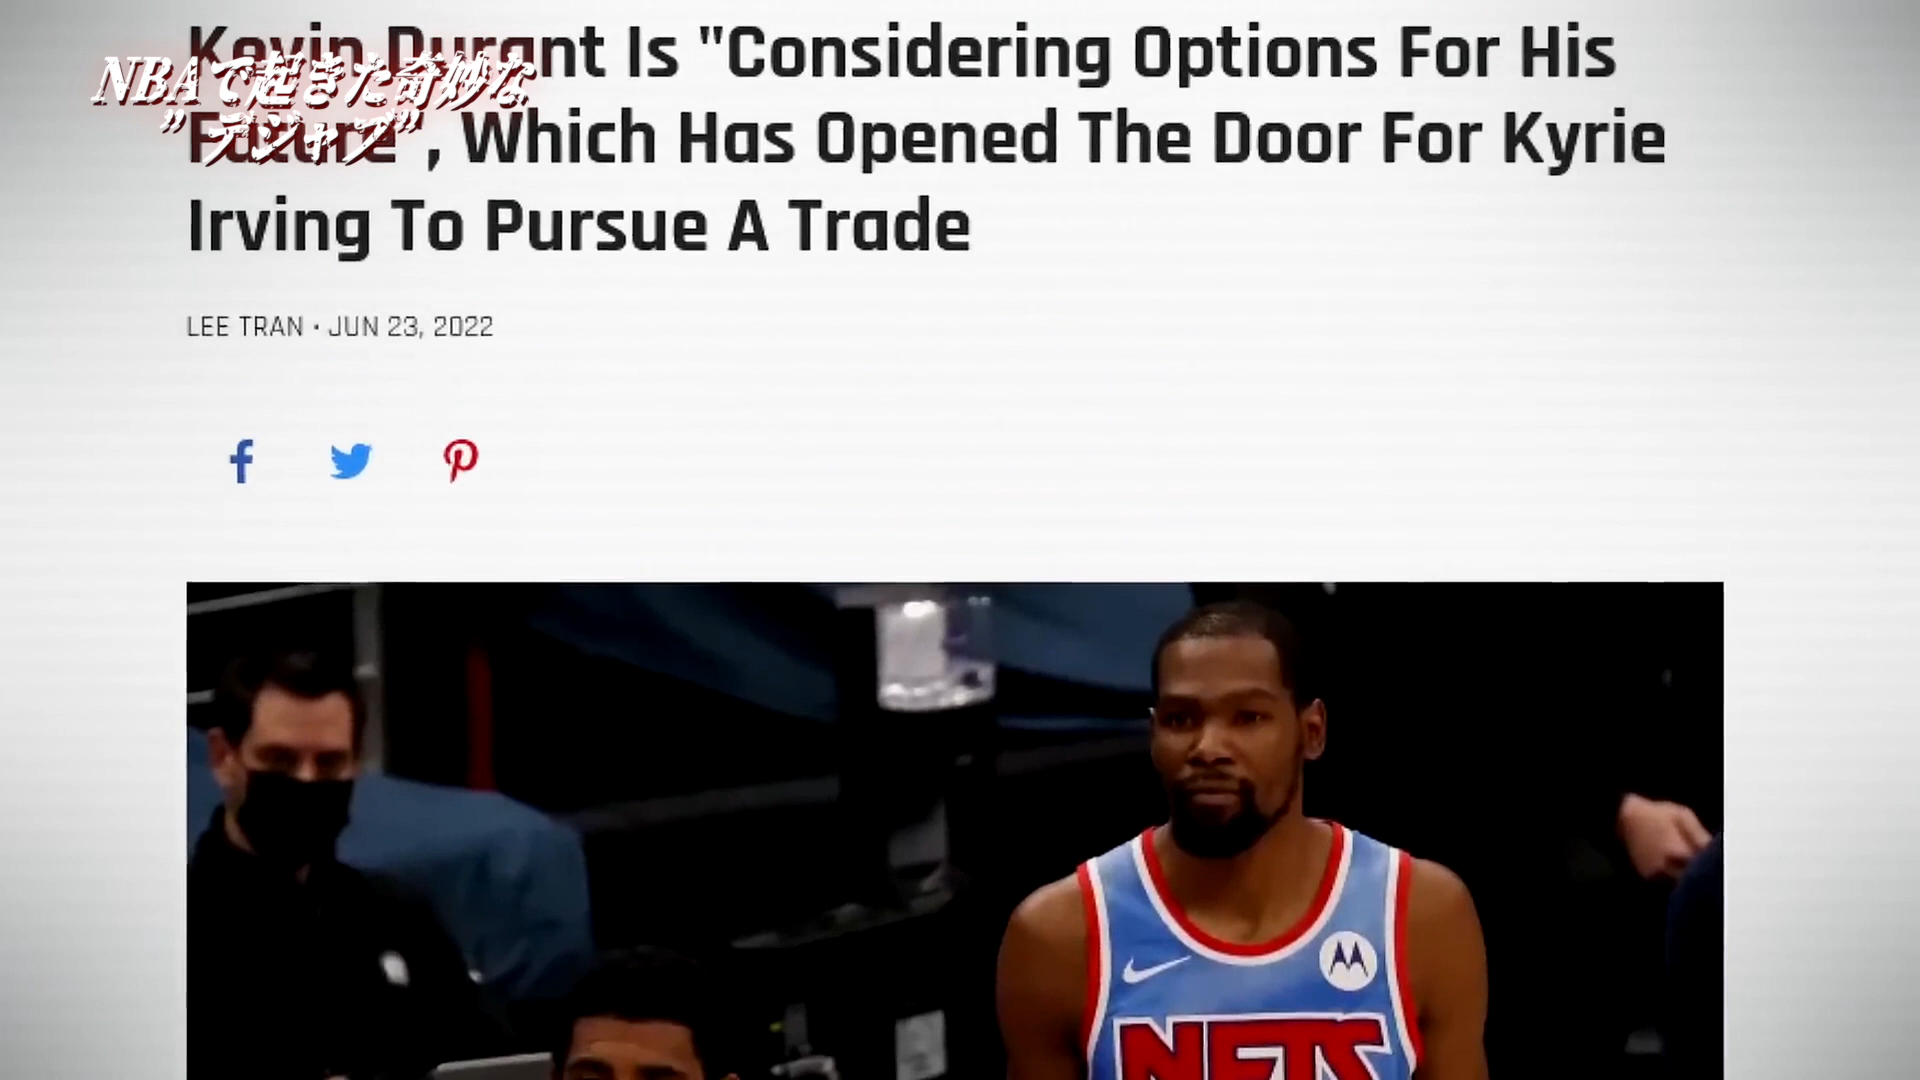 Kevin Durant Is "Considering Options For His
Future", Which Has Opened The Door For Kyrie
Irving To Pursue A Trade
NBAで起きた奇妙な
"デジャブ"
LEE TRAN • JUN 23, 2022
NETS